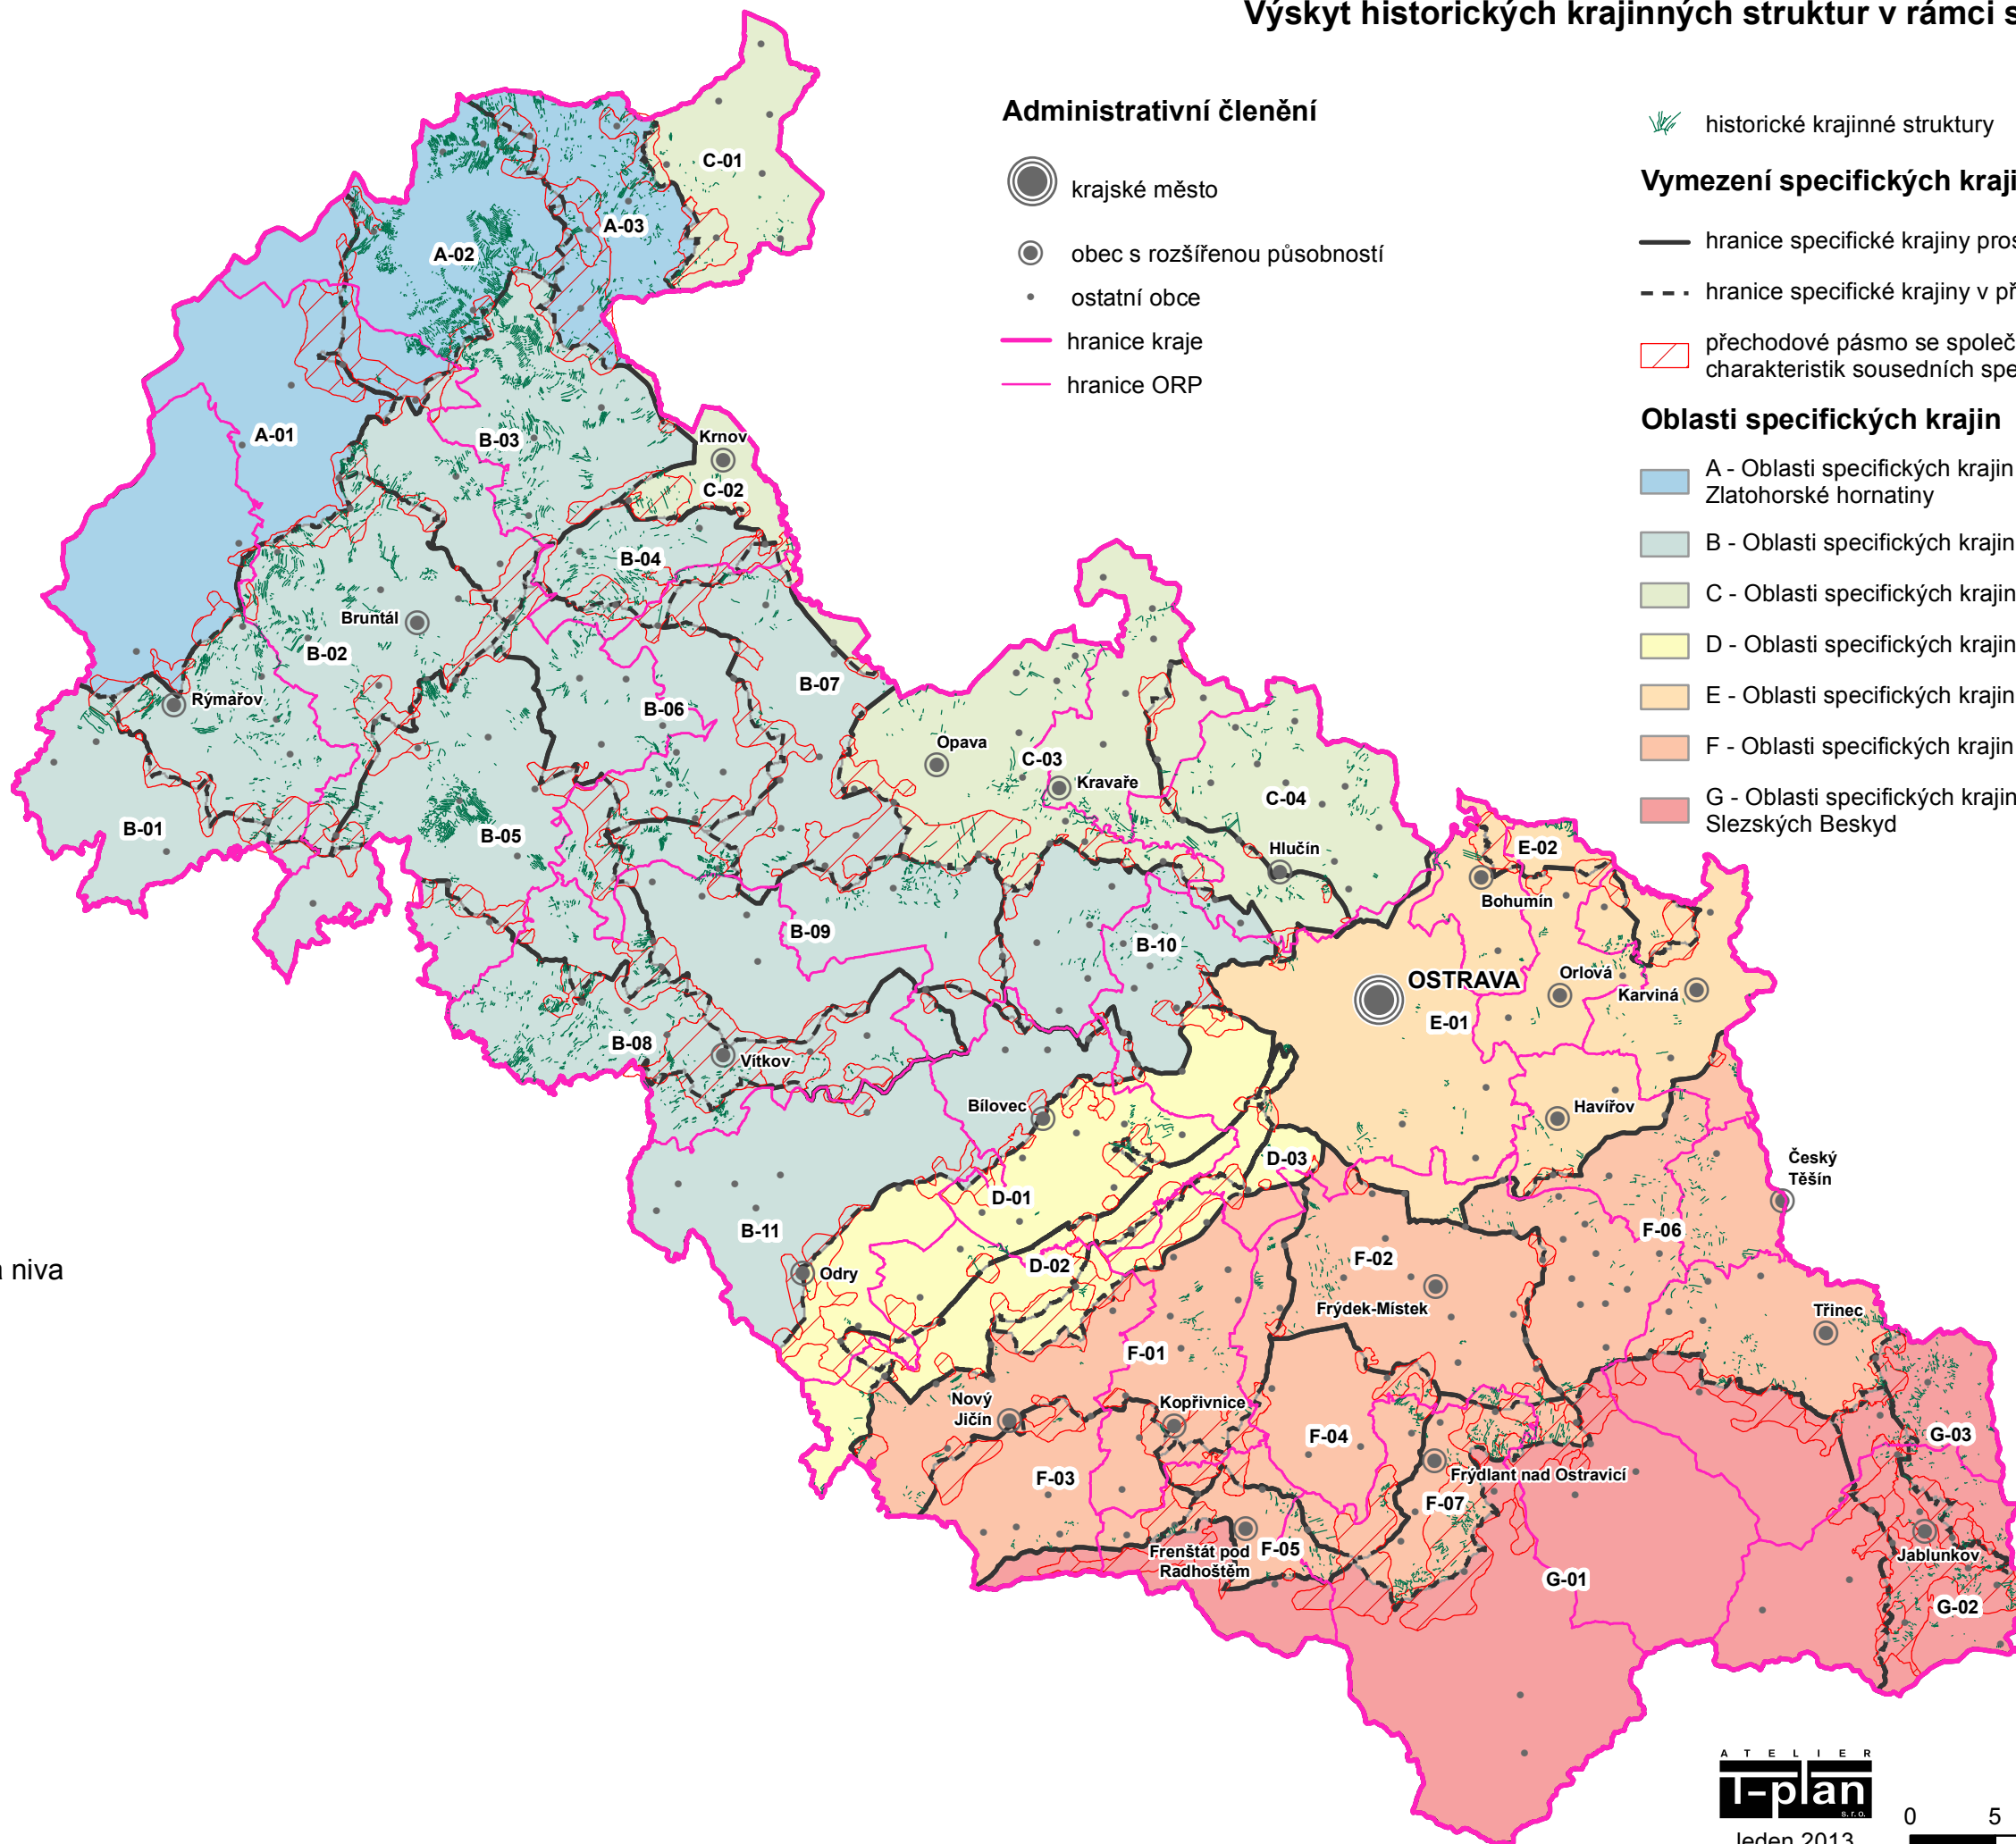 Výskyt historických krajinných struktur v rámci s
Administrativní členění
krajské město
obec s rozšířenou působností
ostatní obce
hranice kraje
hranice ORP
historické krajinné struktury
Vymezení specifických kraji
hranice specifické krajiny pros
hranice specifické krajiny v př
přechodové pásmo se společ
charakteristik sousedních spe
Oblasti specifických krajin
A - Oblasti specifických krajin
Zlatohorské hornatiny
B - Oblasti specifických krajin
C - Oblasti specifických krajin
D - Oblasti specifických krajin
E - Oblasti specifických krajin
F - Oblasti specifických krajin
G - Oblasti specifických krajin
Slezských Beskyd
C-01
A-03
A-02
A-01
B-03
Krnov
C-02
B-04
Bruntál
B-02
B-07
Rýmařov
B-06
Opava
C-03
Kravaře
C-04
B-01
B-05
Hlučín
E-02
Bohumín
B-09
B-10
OSTRAVA
Orlová
Karviná
E-01
B-08
Vítkov
Bílovec
Havířov
D-03
Český
Těšín
D-01
B-11
F-06
D-02
F-02
Odry
a niva
Frýdek-Místek
Třinec
F-01
Nový
Jičín
Kopřivnice
F-04
G-03
F-03
Frýdlant nad Ostravicí
F-07
Frenštát pod
Radhoštěm
F-05
Jablunkov
G-01
G-02
ATELIER
T-plan
s.r.o.
0 5
leden 2013